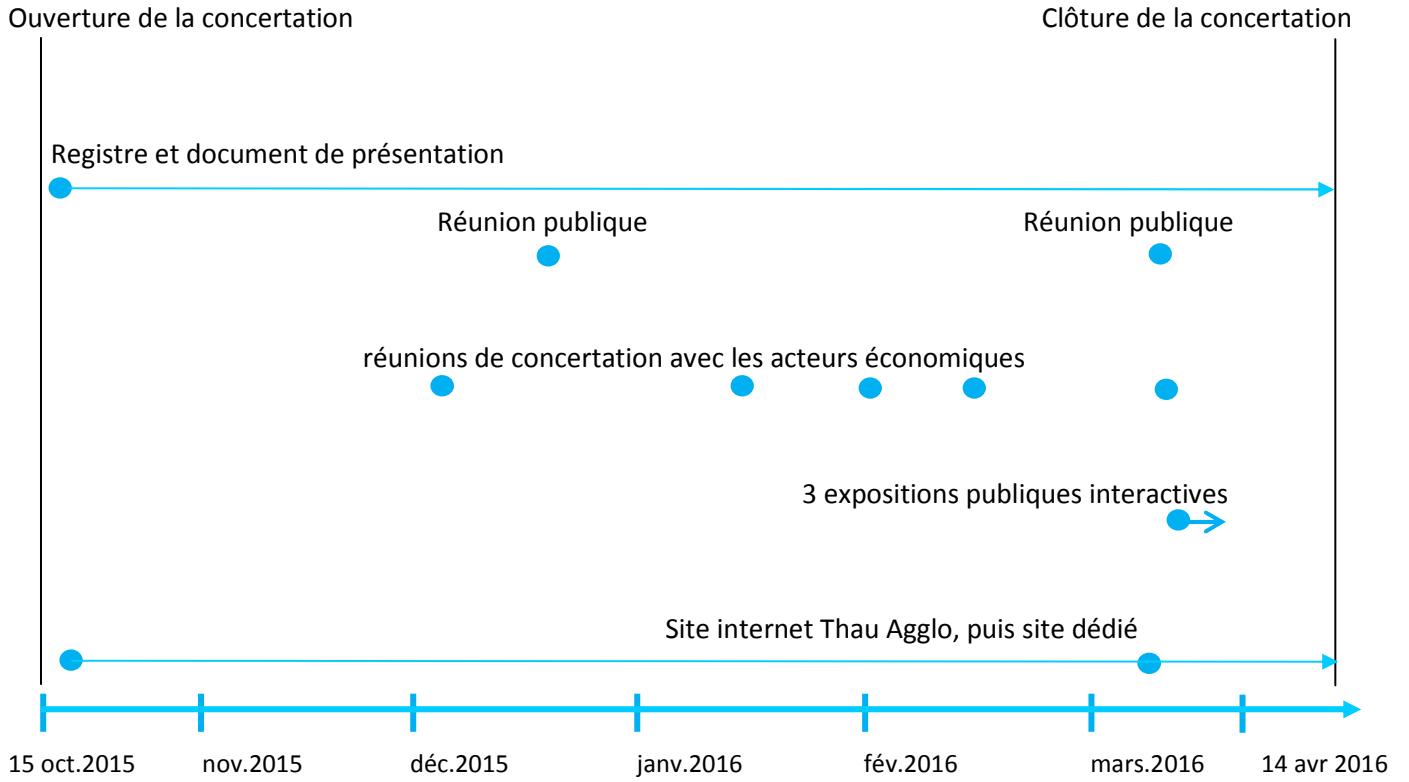 Ouverture de la concertation
Clôture de la concertation
Registre et document de présentation
Réunion publique
Réunion publique
réunions de concertation avec les acteurs économiques
3 expositions publiques interactives
Site internet Thau Agglo, puis site dédié
15 oct.2015
nov.2015
déc.2015
janv.2016
fév.2016
mars.2016
14 avr 2016